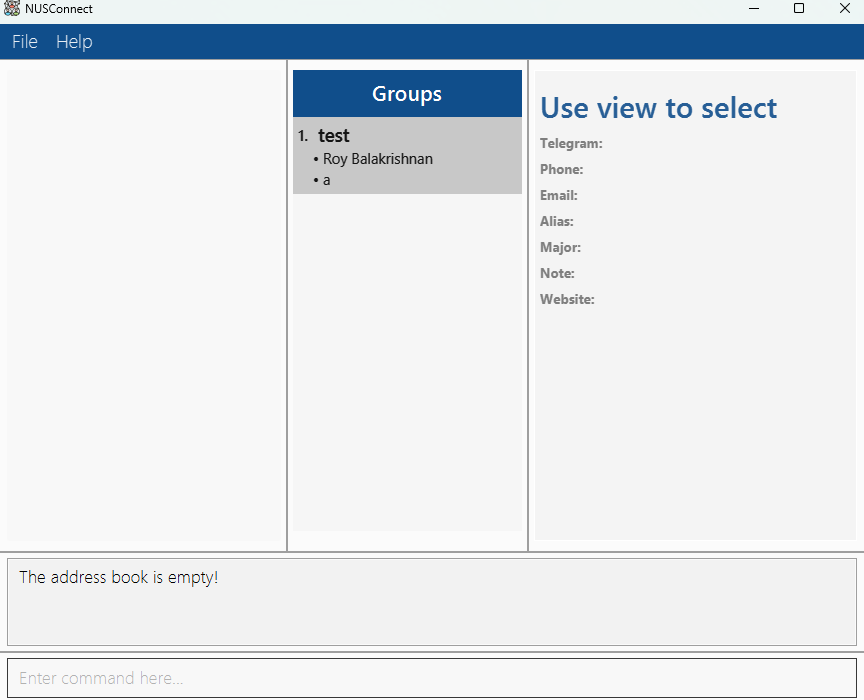 NUSConnect
File Help
Groups
1. test
• Roy Balakrishnan
• a
Use view to select
Telegram:
Phone:
Email:
Alias:
Major:
Note:
Website:
The address book is empty!
Enter command here...